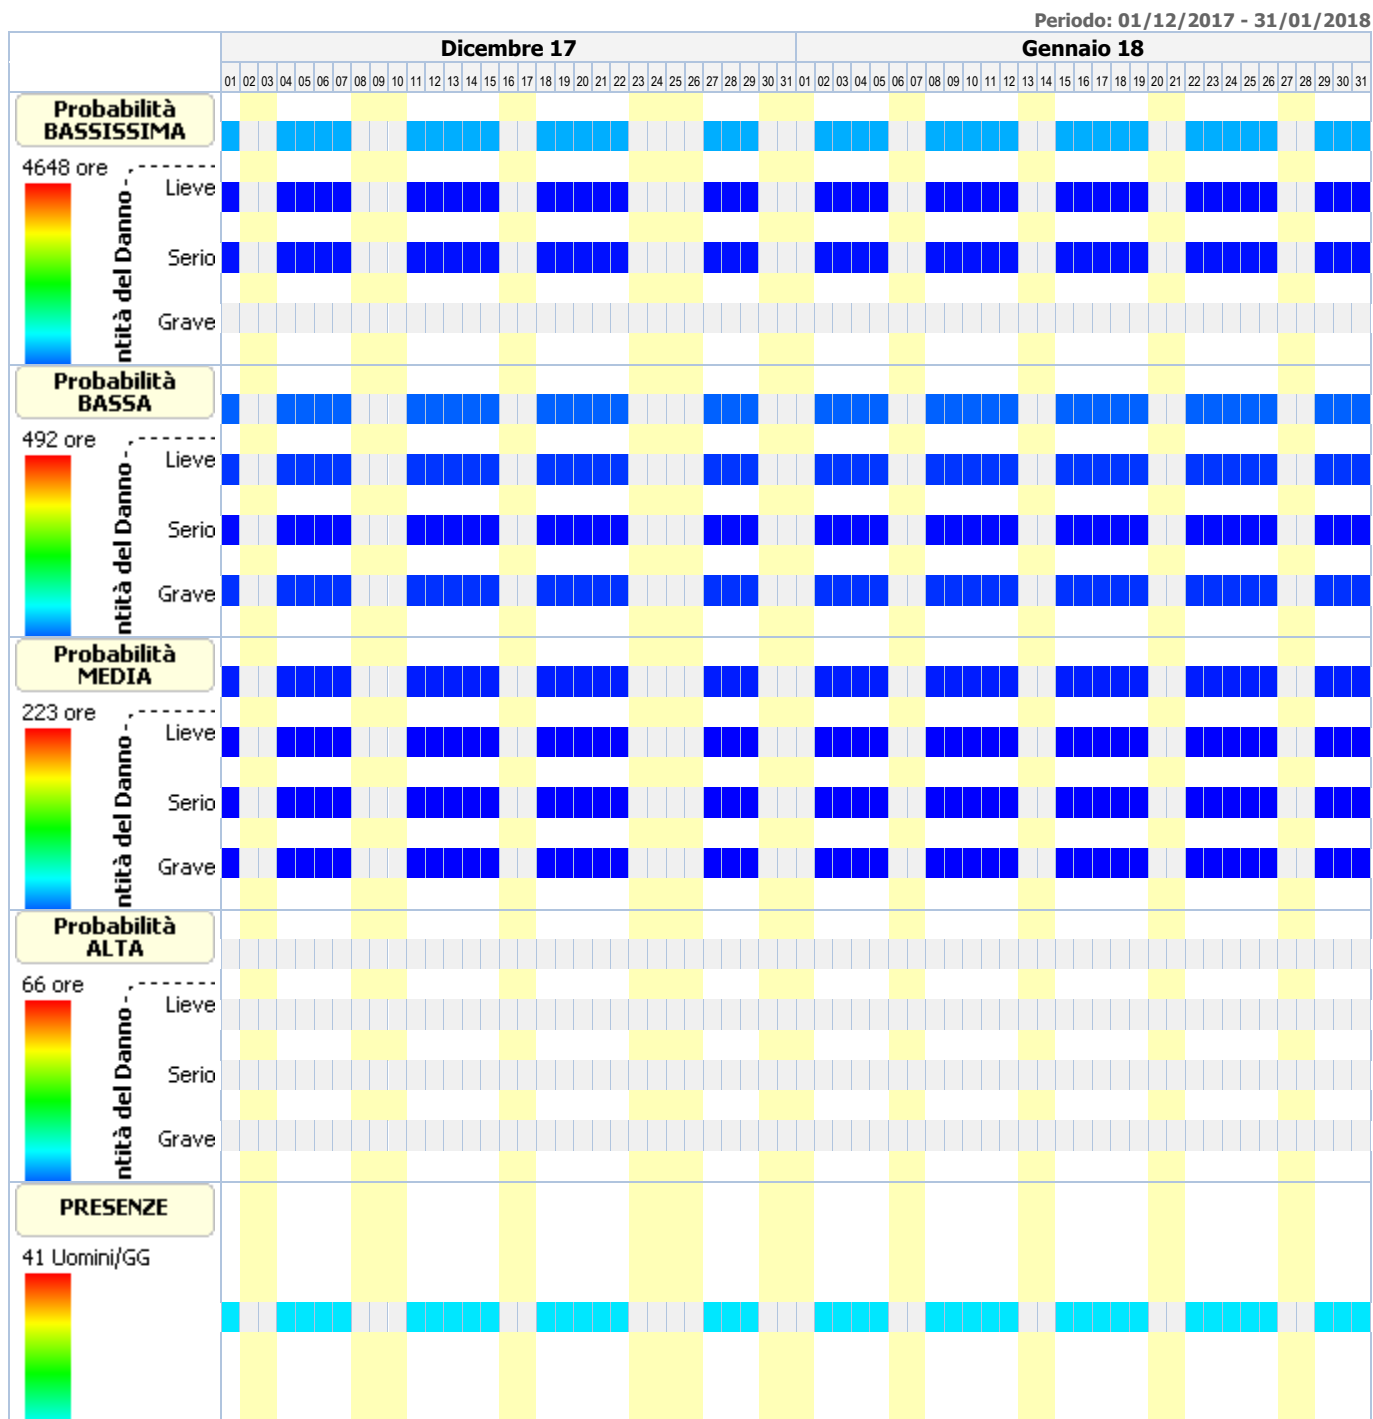 Periodo: 01/12/2017 - 31/01/2018
Dicembre 17 Gennaio 18
01 02 03 04 05 06 07 08 09 10 11 12 13 14 15 16 17 18 19 20 21 22 23 24 25 26 27 28 29 30 31 01 02 03 04 05 06 07 08 09 10 11 12 13 14 15 16 17 18 19 20 21 22 23 24 25 26 27 28 29 30 31
Probabilità
BASSISSIMA
4648 ore
Lieve
Serio
Grave
ntità del Danno
Probabilità
BASSA
492 ore
Lieve
Serio
Grave
ntità del Danno
Probabilità
MEDIA
223 ore
Lieve
Serio
Grave
ntità del Danno
Probabilità
ALTA
66 ore
Lieve
Serio
Grave
ntità del Danno
PRESENZE
41 Uomini/GG